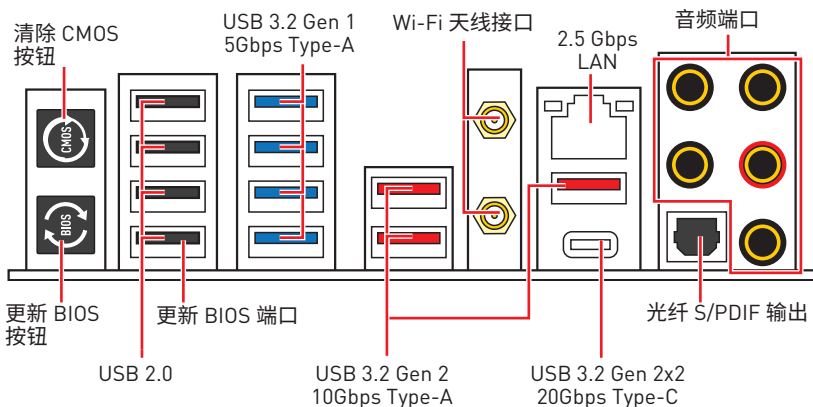 清除 CMOS
按钮
USB 3.2 Gen 1
5Gbps Type-A
Wi-Fi 天线接口
2.5 Gbps
LAN
音频端口
CMOS
BIOS
更新 BIOS
按钮
更新 BIOS 端口
光纤 S/PDIF 输出
USB 2.0
USB 3.2 Gen 2
10Gbps Type-A
USB 3.2 Gen 2x2
20Gbps Type-C